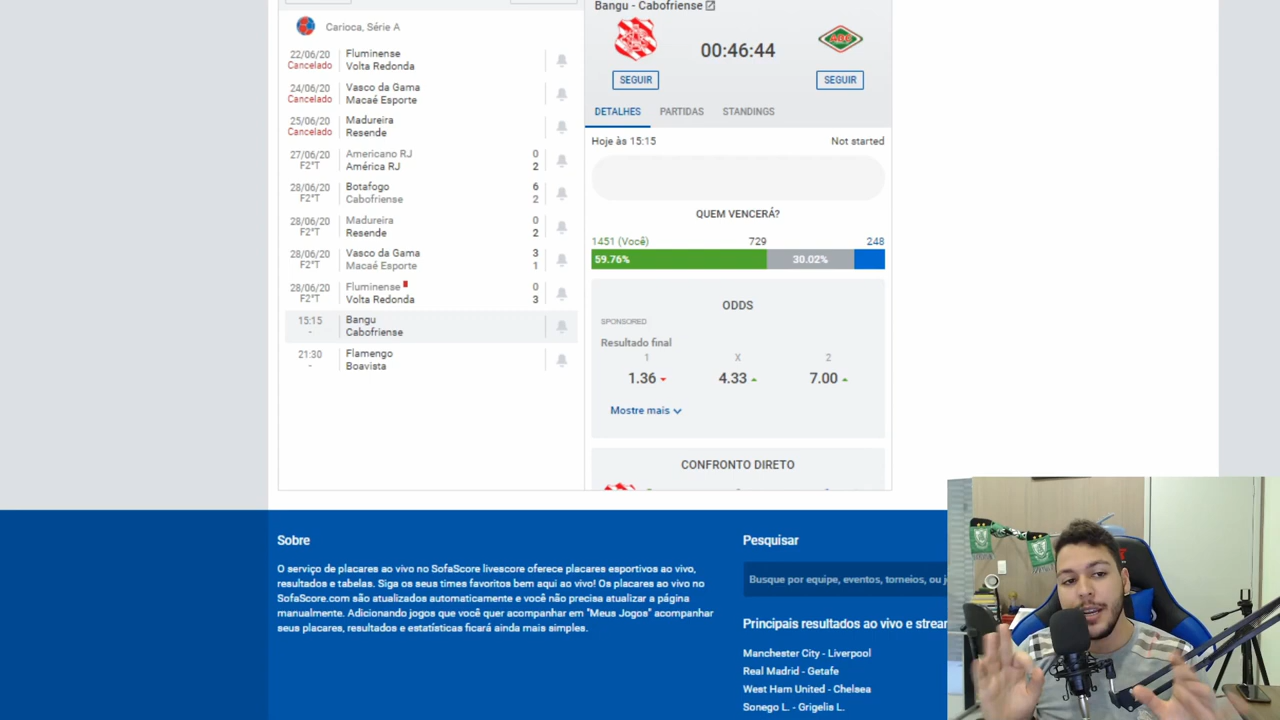 Bangu - Cabofriense
Carioca, Série A
00:46:44
SEGUIR
SEGUIR
22/06/20 Fluminense
Cancelado Volta Redonda
24/06/20 Vasco da Gama
Cancelado Macaé Esporte
25/06/20 Madureira
Cancelado Resende
27/06/20 Americano RJ 0
F2°T América RJ 2
28/06/20 Botafogo 6
F2°T Cabofriense 2
28/06/20 Madureira 0
F2°T Resende 2
28/06/20 Vasco da Gama 3
F2°T Macaé Esporte 1
28/06/20 Fluminense 0
F2°T Volta Redonda 3
15:15 Bangu
- Cabofriense
21:30 Flamengo
- Boavista
DETALHES PARTIDAS STANDINGS
Hoje às 15:15 Not started
QUEM VENCERÁ?
1451 (Você) 729 248
59.76% 30.02%
ODDS
SPONSORED
Resultado final
1 X 2
1.36 4.33 7.00
Mostre mais
CONFRONTO DIRETO
Sobre
O serviço de placares ao vivo no SofaScore livescore oferece placares esportivos ao vivo,
resultados e tabelas. Siga os seus times favoritos bem aqui ao vivo! Os placares ao vivo no
SofaScore.com são atualizados automaticamente e você não precisa atualizar a página
manualmente. Adicionando jogos que você quer acompanhar em "Meus Jogos" acompanhar
seus placares, resultados e estatísticas ficará ainda mais simples.
Pesquisar
Busque por equipe, eventos, torneios, ou
Principais resultados ao vivo e
Manchester City - Liverpool
Real Madrid - Getafe
West Ham United - Chelsea
Sonego L. - Grigelis L.